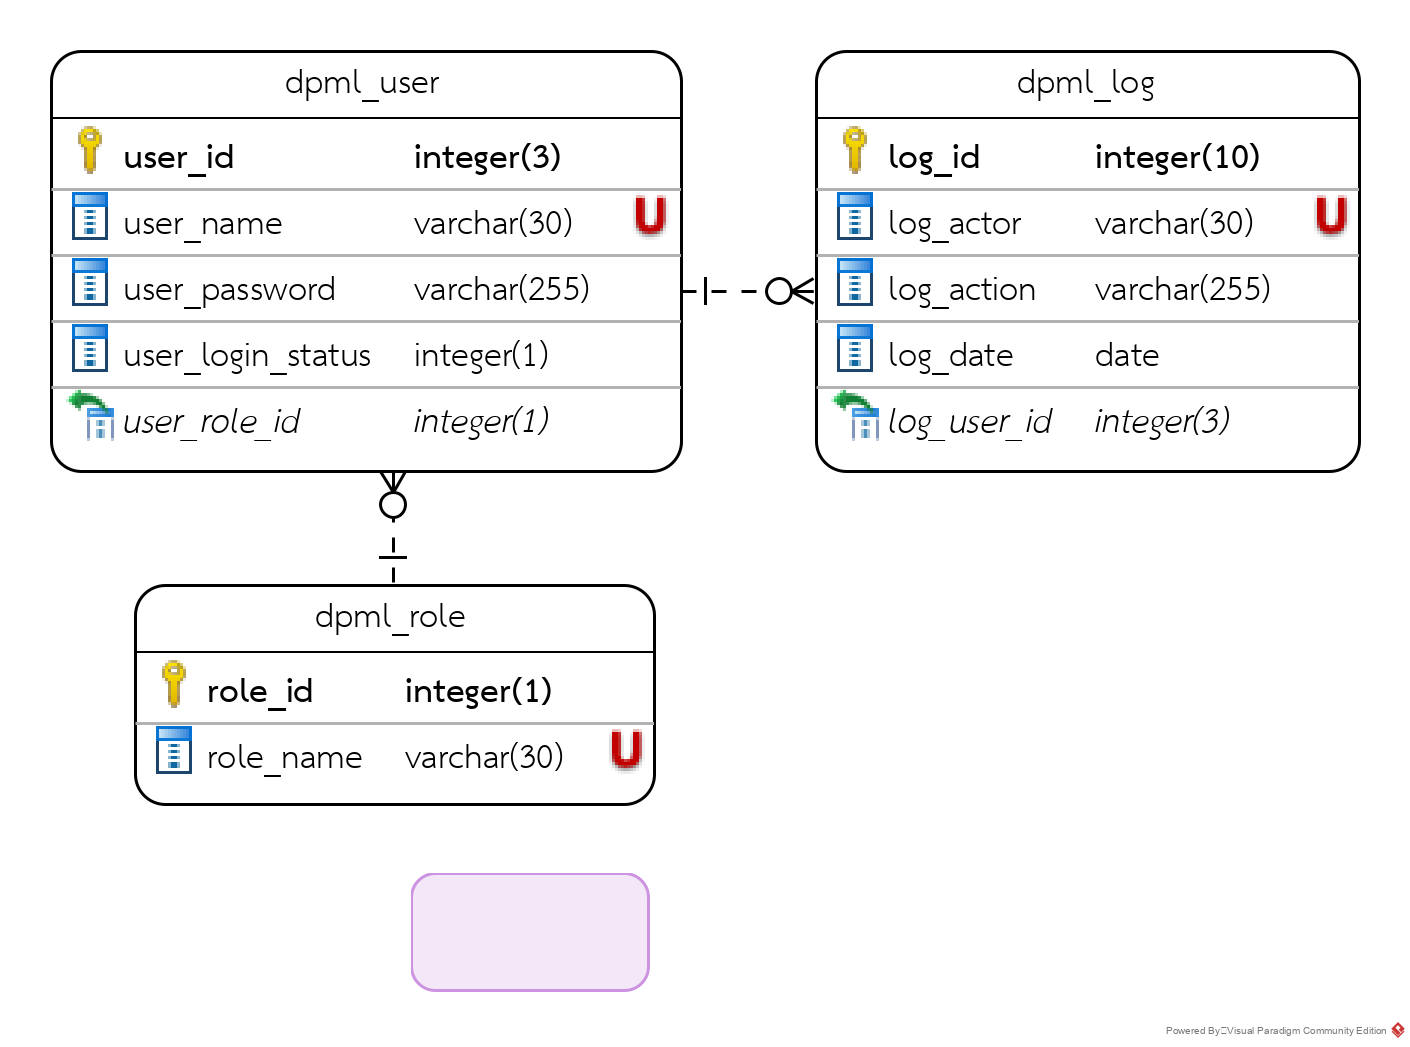 dpml_user
user_id integer(3)
user_name varchar(30) U
user_password varchar(255)
user_login_status integer(1)
user_role_id integer(1)
dpml_log
log_id integer(10)
log_actor varchar(30) U
log_action varchar(255)
log_date date
log_user_id integer(3)
dpml_role
role_id integer(1)
role_name varchar(30) U
Powered By Visual Paradigm Community Edition